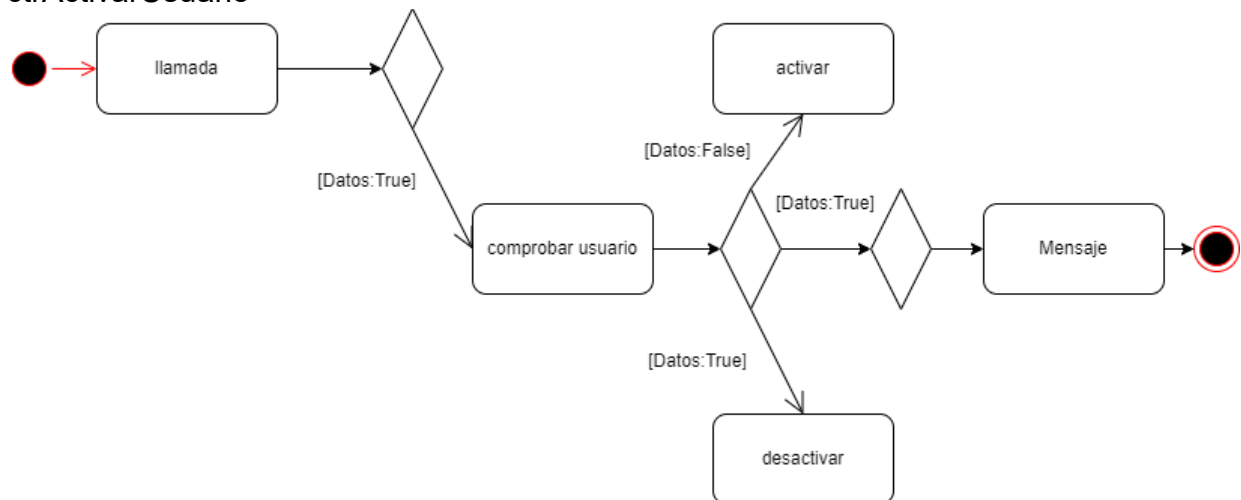 llamada
activar
[Datos:False]
[Datos:True]
[Datos:True]
comprobar usuario
Mensaje
[Datos:True]
desactivar